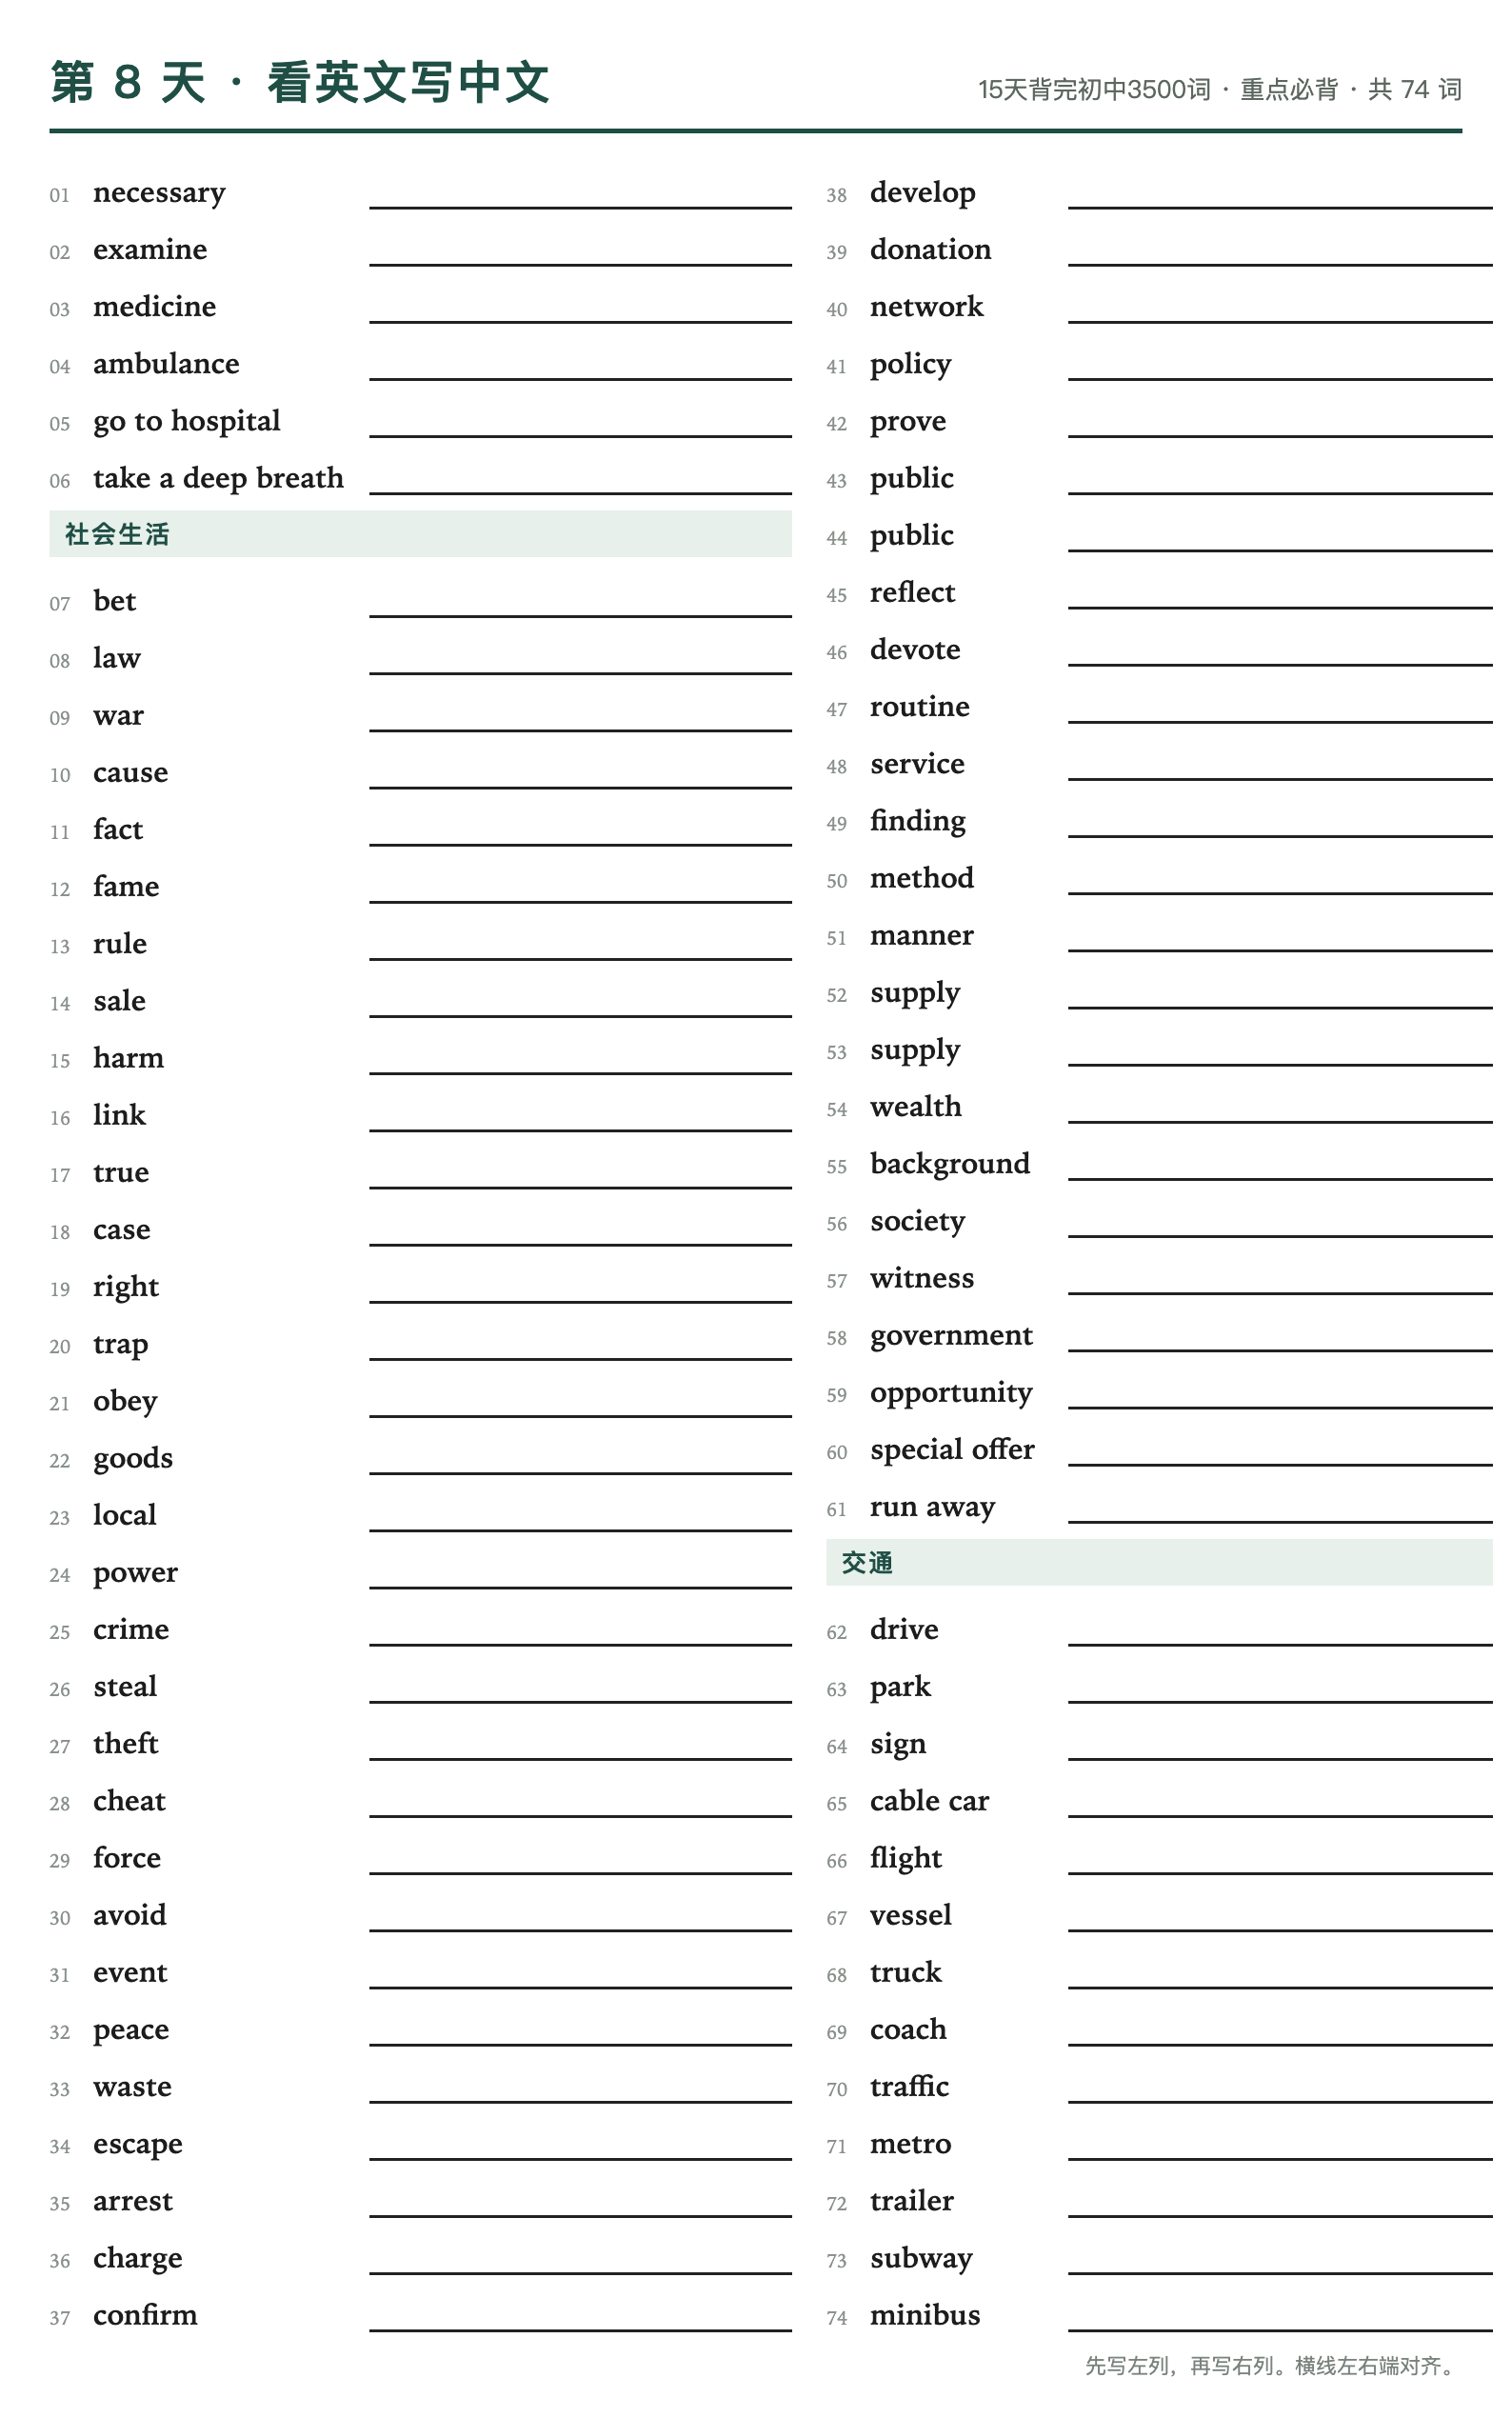 第 8 天 · 看英文写中文
15天背完初中3500词 · 重点必背 · 共 74 词
01 necessary
02 examine
03 medicine
04 ambulance
05 go to hospital
06 take a deep breath
社会生活
07 bet
08 law
09 war
10 cause
11 fact
12 fame
13 rule
14 sale
15 harm
16 link
17 true
18 case
19 right
20 trap
21 obey
22 goods
23 local
24 power
25 crime
26 steal
27 theft
28 cheat
29 force
30 avoid
31 event
32 peace
33 waste
34 escape
35 arrest
36 charge
37 confirm
38 develop
39 donation
40 network
41 policy
42 prove
43 public
44 public
45 reflect
46 devote
47 routine
48 service
49 finding
50 method
51 manner
52 supply
53 supply
54 wealth
55 background
56 society
57 witness
58 government
59 opportunity
60 special offer
61 run away
交通
62 drive
63 park
64 sign
65 cable car
66 flight
67 vessel
68 truck
69 coach
70 traffic
71 metro
72 trailer
73 subway
74 minibus
先写左列，再写右列。横线左右端对齐。